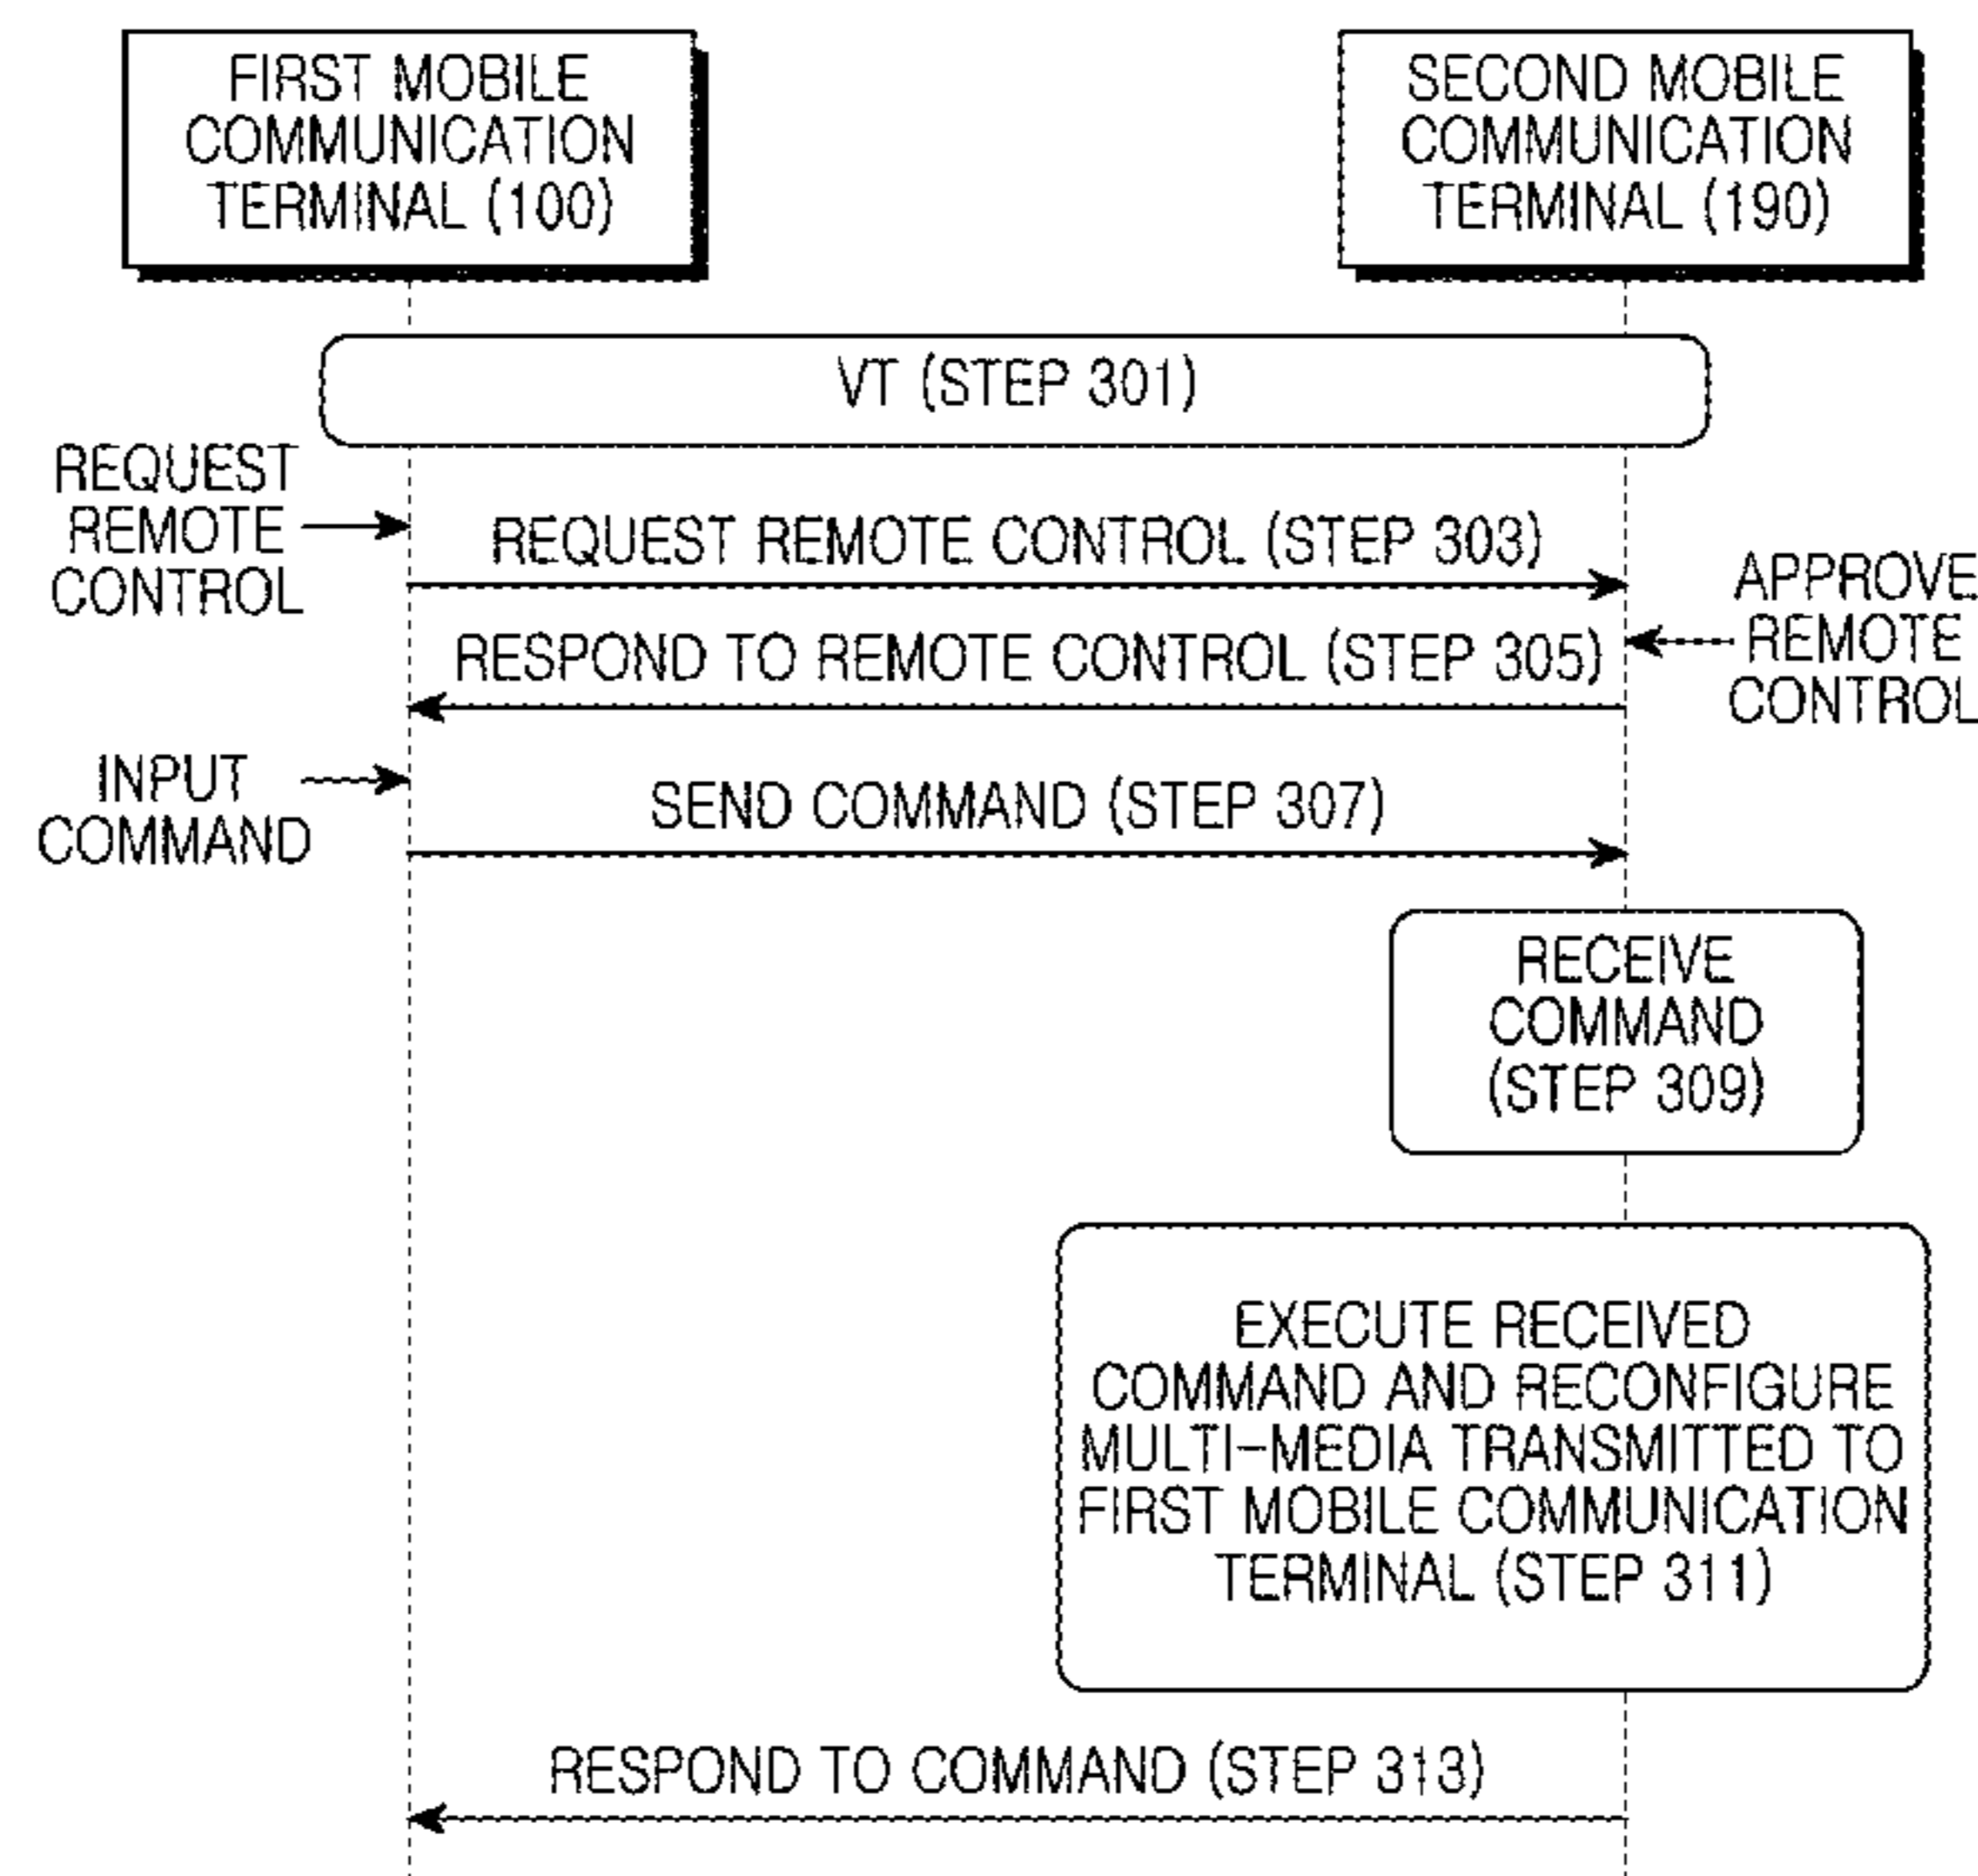 FIRST MOBILE
COMMUNICATION
TERMINAL (100)
SECOND MOBILE
COMMUNICATION
TERMINAL (190)
VT (STEP 301)
REQUEST
REMOTE
CONTROL
REQUEST REMOTE CONTROL (STEP 303)
APPROVE
REMOTE
CONTROL
RESPOND TO REMOTE CONTROL (STEP 305)
INPUT
COMMAND
SEND COMMAND (STEP 307)
RECEIVE
COMMAND
(STEP 309)
EXECUTE RECEIVED
COMMAND AND RECONFIGURE
MULTI-MEDIA TRANSMITTED TO
FIRST MOBILE COMMUNICATION
TERMINAL (STEP 311)
RESPOND TO COMMAND (STEP 313)